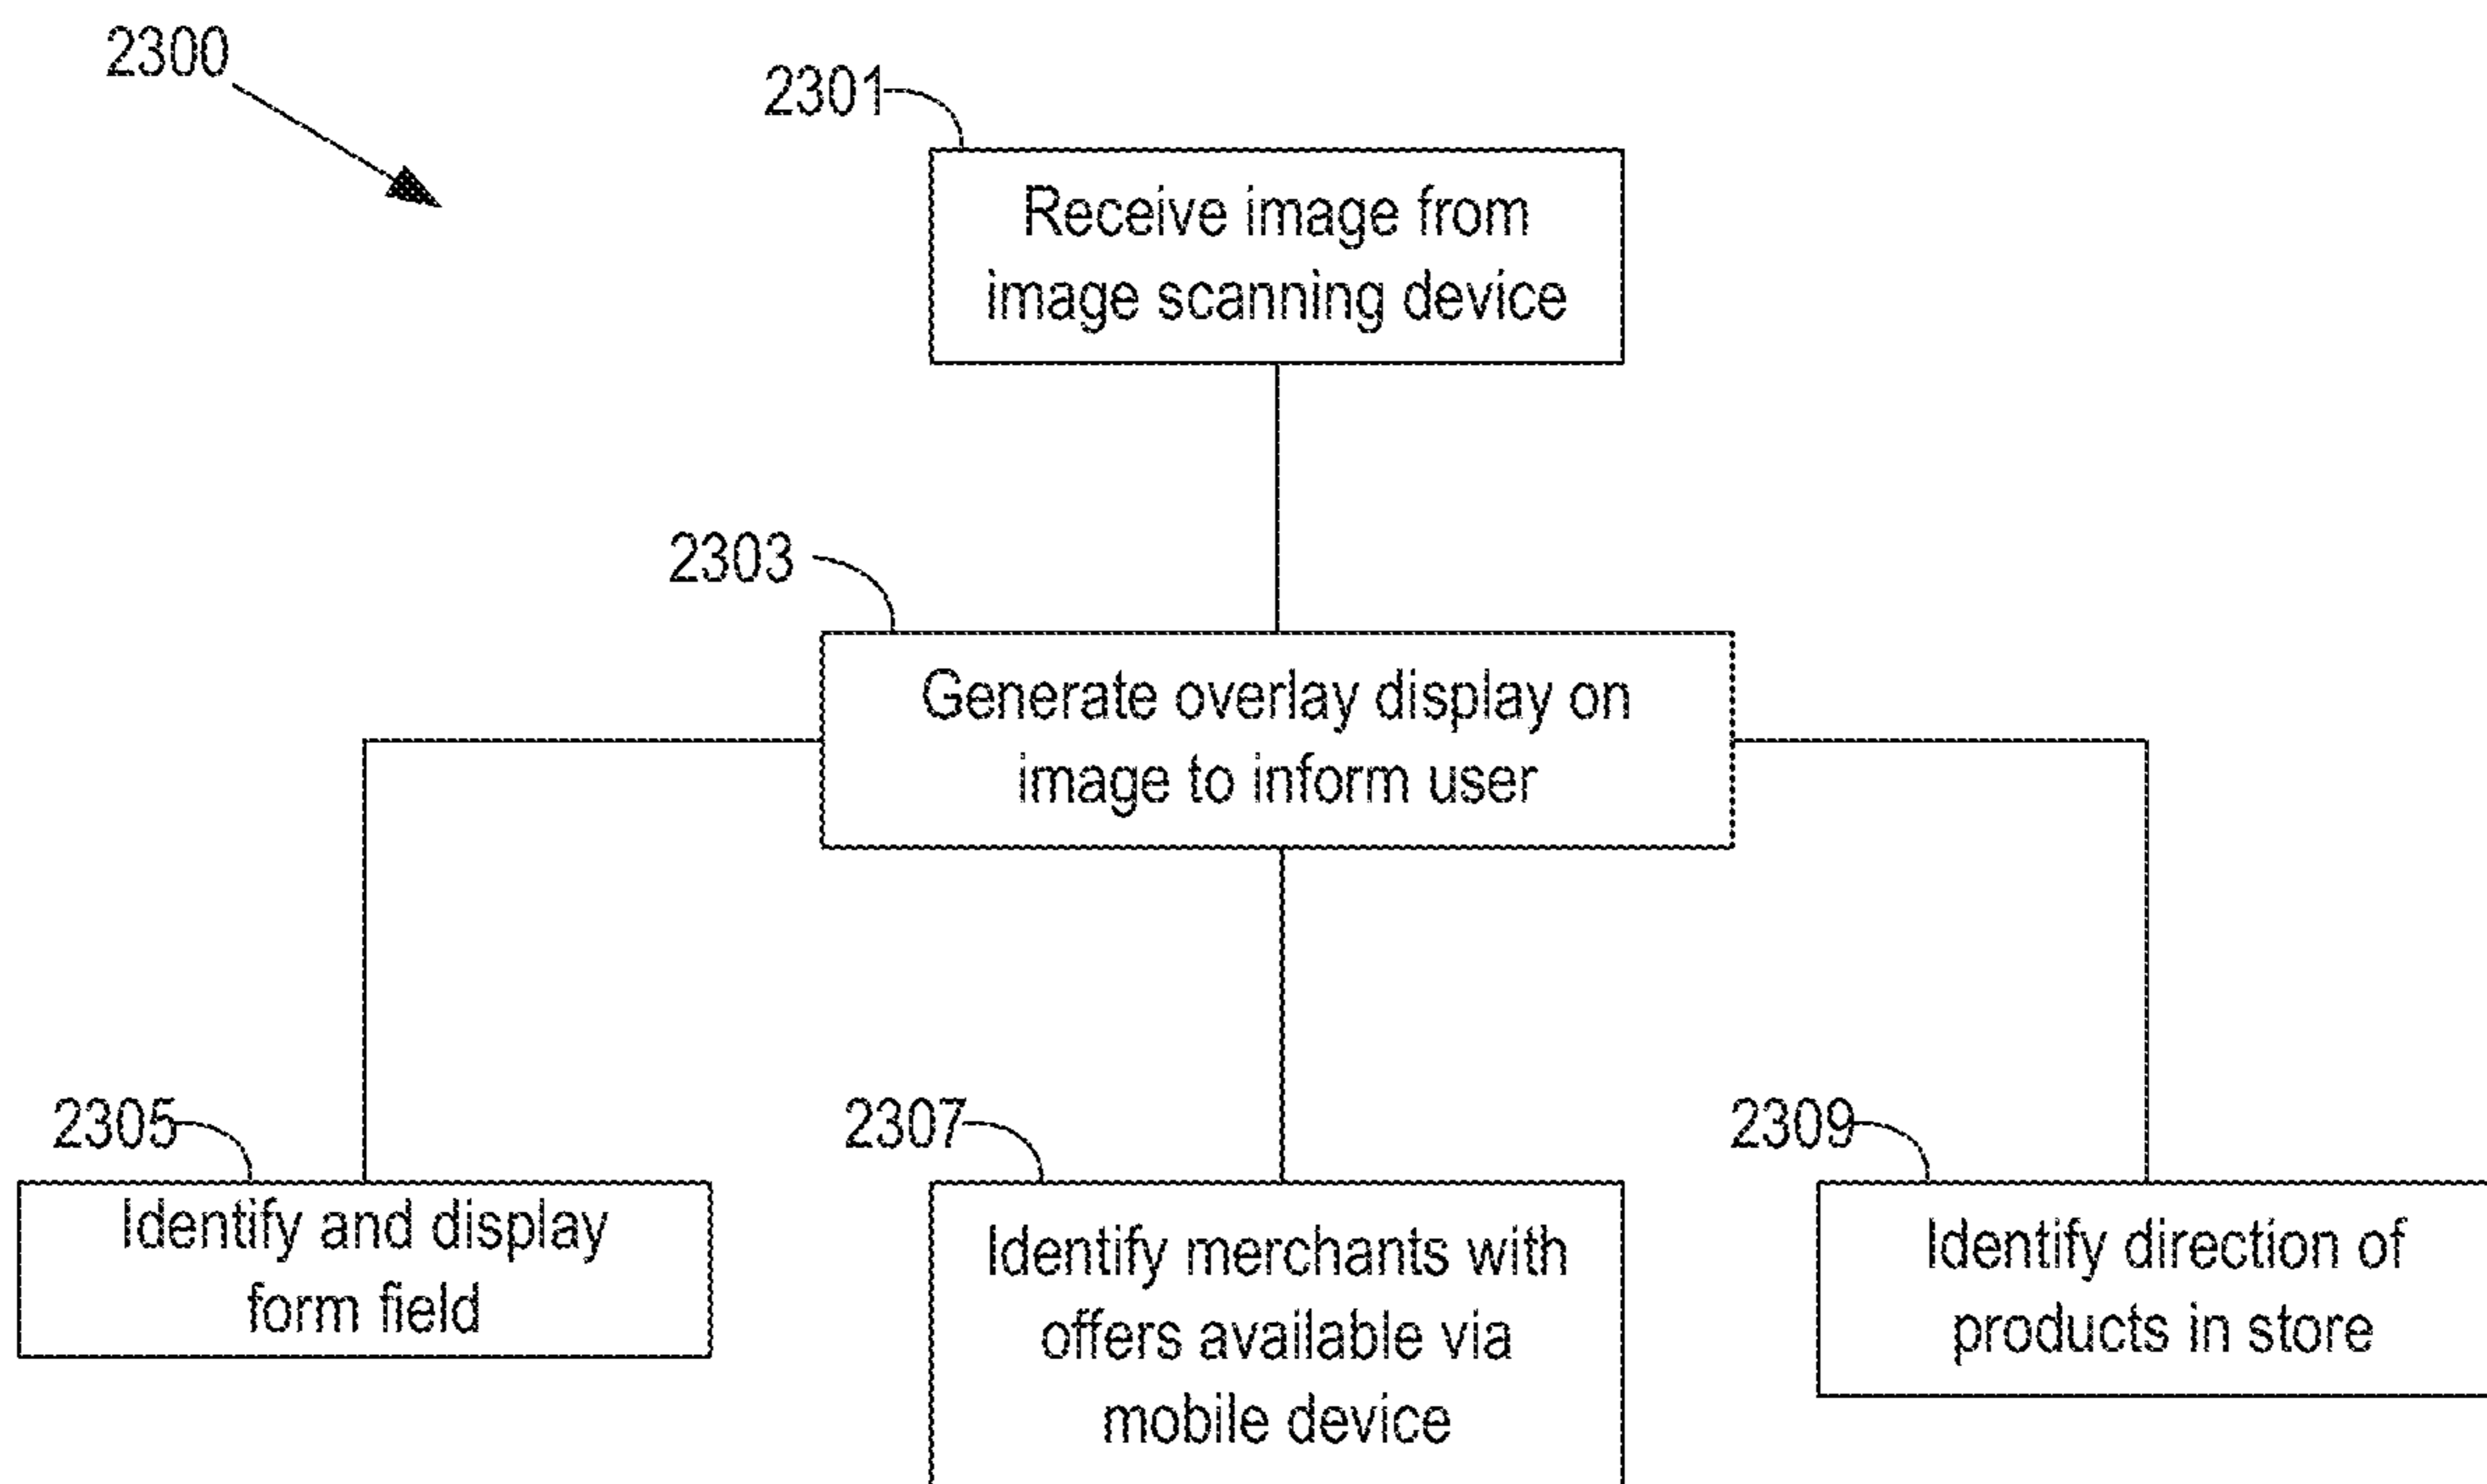 2300
2301
Receive image from
image scanning device
2303
Generate overlay display on
image to inform user
2305
Identify and display
form field
2307
Identify merchants with
offers available via
mobile device
2309
Identify direction of
products in store